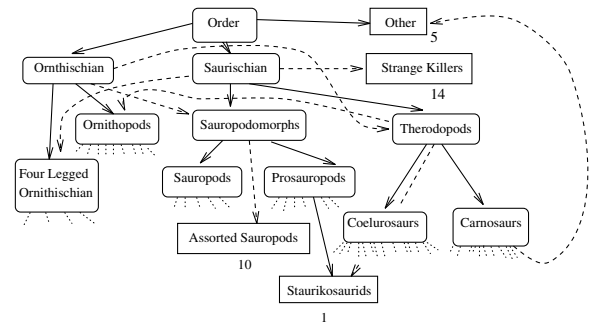 Order
Other
5
Ornthischian
Saurischian
Strange Killers
14
Ornithopods
Sauropodomorphs
Therodopods
Four Legged
Ornithischian
Sauropods
Prosauropods
Coelurosaurs
Carnosaurs
Assorted Sauropods
10
Staurikosaurids
1